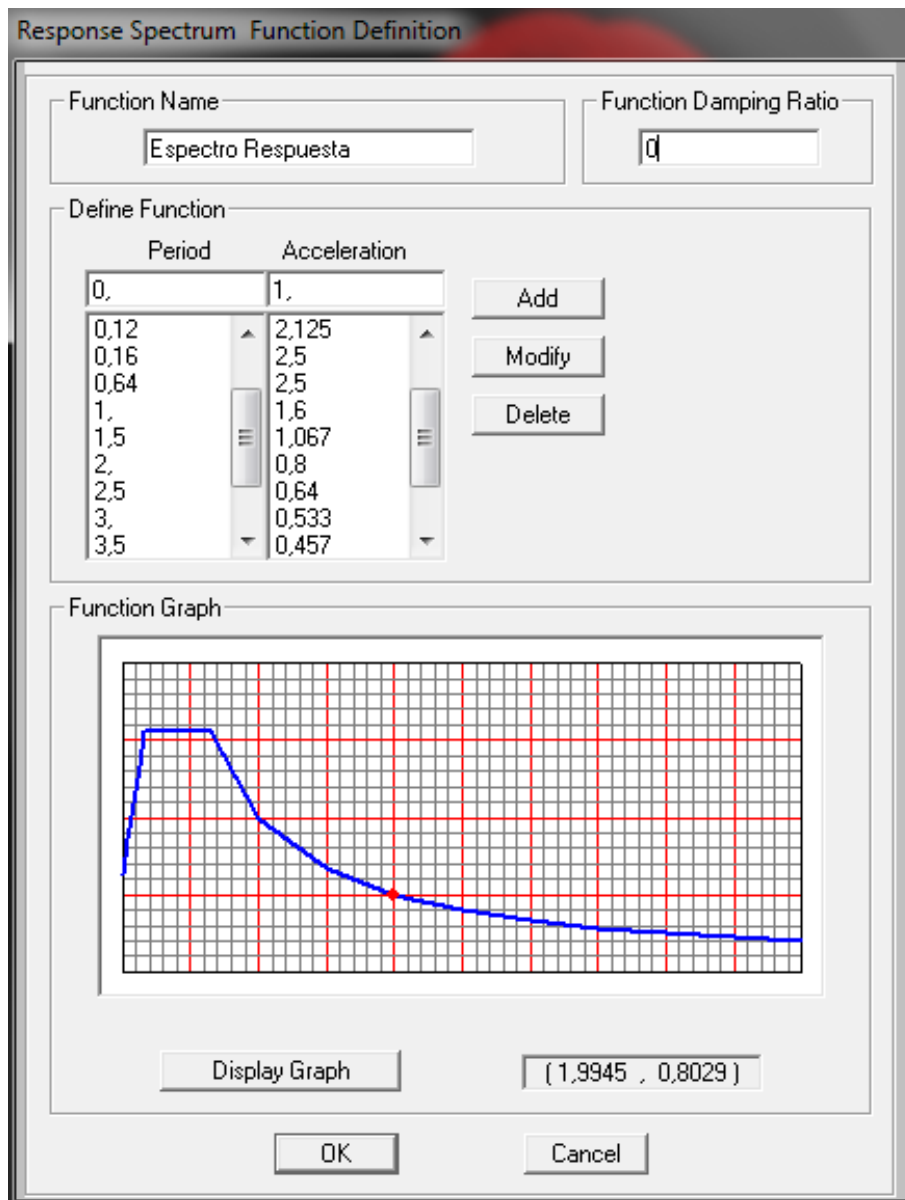 Response Spectrum Function Definition
Function Name
Function Damping Ratio
Espectro Respuesta
0
Define Function
Period Acceleration
0, 1,
Add
0,12 2,125
0,16 2,5
Modify
0,64 2,5
1, 1,6
Delete
1,5 1,067
2, 0,8
2,5 0,64
3, 0,533
3,5 0,457
Function Graph
Display Graph
( 1,9945 , 0,8029 )
OK
Cancel